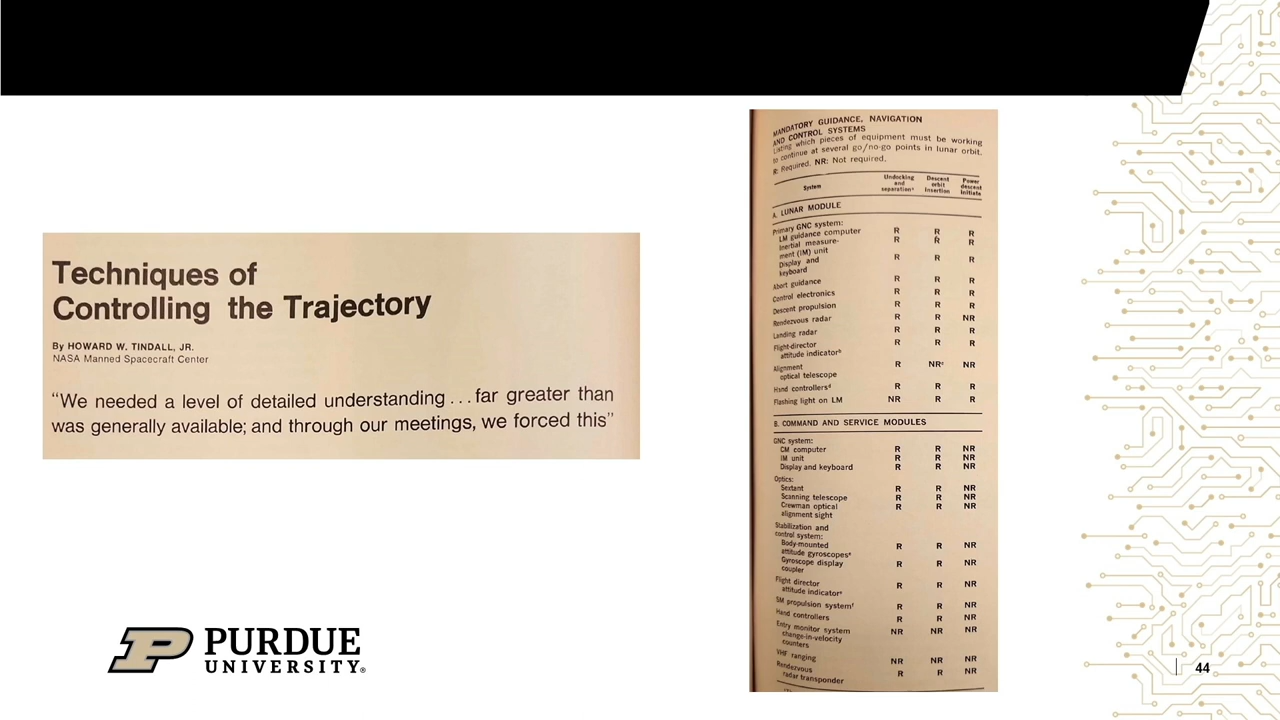 Techniques of
Controlling the Trajectory
By HOWARD W. TINDALL, JR.
NASA Manned Spacecraft Center
“We needed a level of detailed understanding ... far greater than
was generally available; and through our meetings, we forced this”
MANDATORY GUIDANCE, NAVIGATION
AND CONTROL SYSTEMS
Listing which pieces of equipment must be working
to continue at several go/no-go points in lunar orbit.
R: Required. NR: Not required.
System
Undocking and separationᵃ
Descent orbit insertion
Power descent initiate
A. LUNAR MODULE
Primary GNC system:
LM guidance computer R R R
Inertial measure- R R R
ment (IM) unit
Display and R R R
keyboard
Abort guidance R R R
Control electronics R R R
Descent propulsion R R R
Rendezvous radar R R NR
Landing radar R R R
Flight-director R R R
attitude indicatorᵇ
Alignment R NRᶜ NR
optical telescope
Hand controllersᵈ R R R
Flashing light on LM NR R R
B. COMMAND AND SERVICE MODULES
GNC system:
CM computer R R NR
IM unit R R NR
Display and keyboard R R NR
Optics:
Sextant R R NR
Scanning telescope R R NR
Crewman optical R R NR
alignment sight
Stabilization and
control system:
Body-mounted R R NR
attitude gyroscopesᵉ
Gyroscope display R R NR
coupler
Flight director R R NR
attitude indicatorᵉ
SM propulsion systemᶠ R R NR
Hand controllers R R NR
Entry monitor system NR NR NR
change-in-velocity
counters
VHF ranging NR NR NR
Rendezvous R R NR
radar transponder
PURDUE
UNIVERSITY®
44